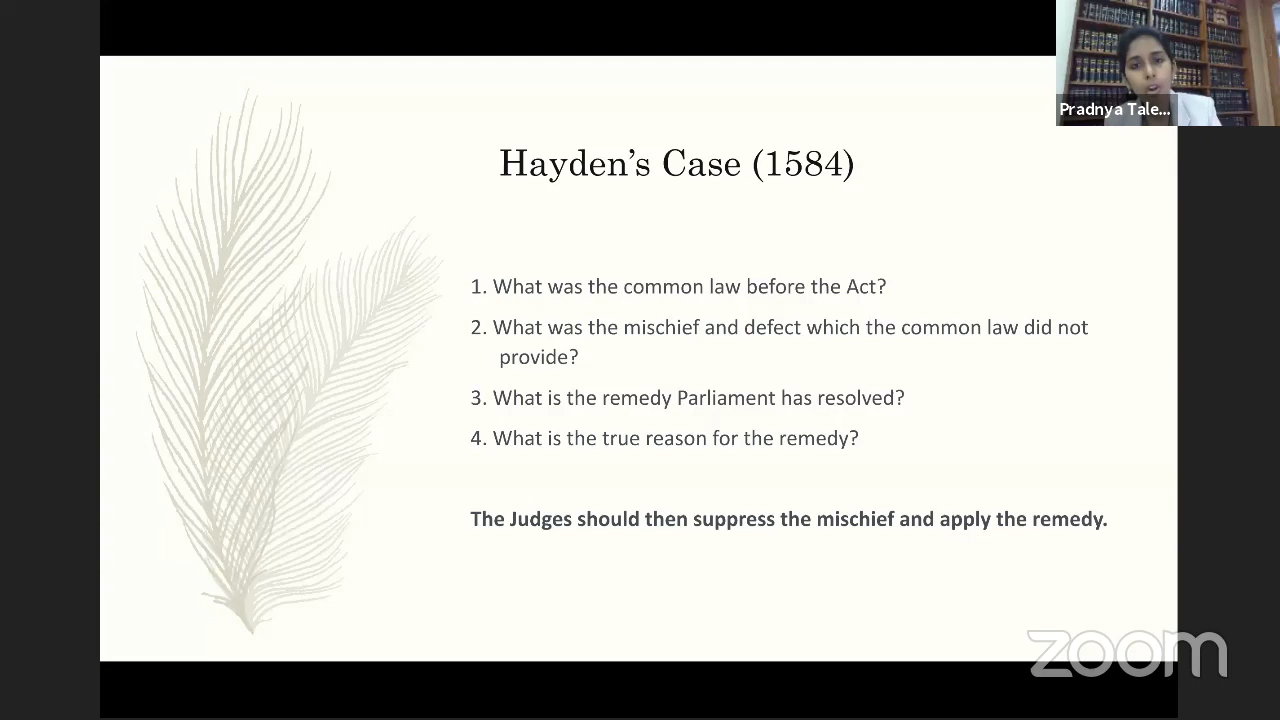 Pradnya Tale...
Hayden's Case (1584)
1. What was the common law before the Act?
2. What was the mischief and defect which the common law did not
provide?
3. What is the remedy Parliament has resolved?
4. What is the true reason for the remedy?
The Judges should then suppress the mischief and apply the remedy.
zoom